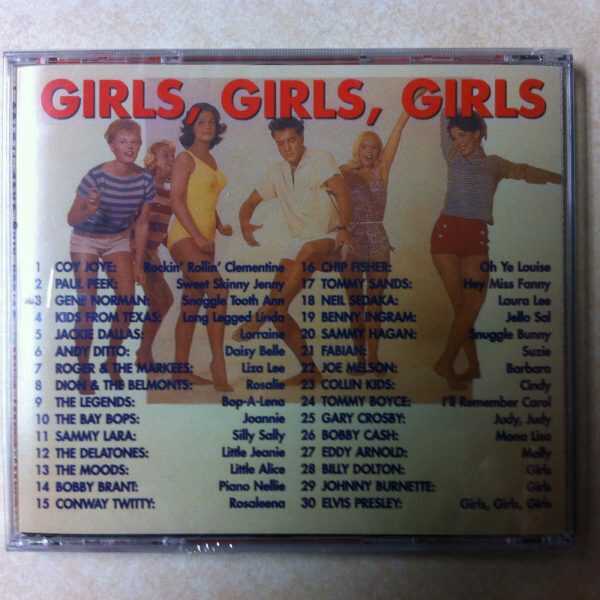 GIRLS, GIRLS, GIRLS
1 COY JOYE: Rockin' Rollin' Clementine
2 PAUL PEEK: Sweet Skinny Jenny
3 GENE NORMAN: Snaggle Tooth Ann
4 KIDS FROM TEXAS: Long Legged Linda
5 JACKIE DALLAS: Lorraine
6 ANDY DITTO: Daisy Belle
7 ROGER & THE MARKEES: Liza Lee
8 DION & THE BELMONTS: Rosalie
9 THE LEGENDS: Bop-A-Lena
10 THE BAY BOPS: Joannie
11 SAMMY LARA: Silly Sally
12 THE DELATONES: Little Jeanie
13 THE MOODS: Little Alice
14 BOBBY BRANT: Piano Nellie
15 CONWAY TWITTY: Rosaleena
16 CHIP FISHER: Oh Ye Louise
17 TOMMY SANDS: Hey Miss Fanny
18 NEIL SEDAKA: Laura Lee
19 BENNY INGRAM: Jello Sal
20 SAMMY HAGAN: Snuggle Bunny
21 FABIAN: Suzie
22 JOE MELSON: Barbara
23 COLLIN KIDS: Cindy
24 TOMMY BOYCE: I'll Remember Carol
25 GARY CROSBY: Judy, Judy
26 BOBBY CASH: Mona Lisa
27 EDDY ARNOLD: Molly
28 BILLY DOLTON: Girls
29 JOHNNY BURNETTE: Girls
30 ELVIS PRESLEY: Girls, Girls, Girls